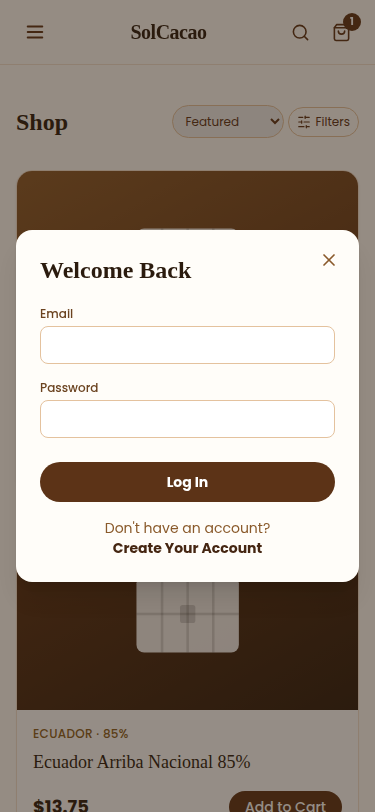 SolCacao
1
Shop
Featured
Filters
Welcome Back
Email
Password
Log In
Don't have an account?
Create Your Account
ECUADOR · 85%
Ecuador Arriba Nacional 85%
$13.75
Add to Cart